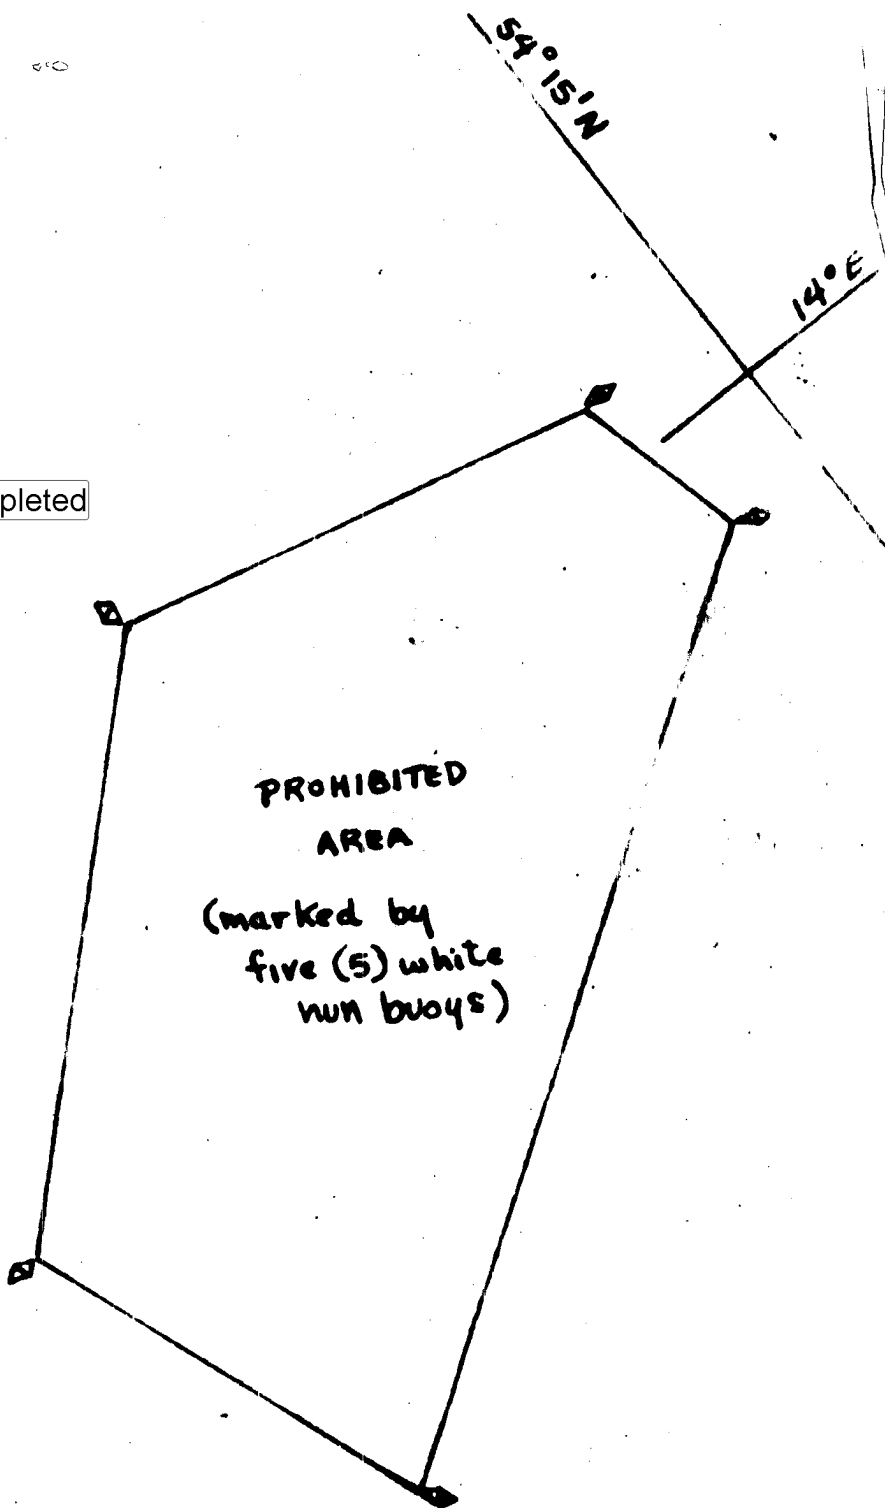 54° 15' N
14° E
pleted
PROHIBITED
AREA
(marked by
five (5) white
nun buoys)